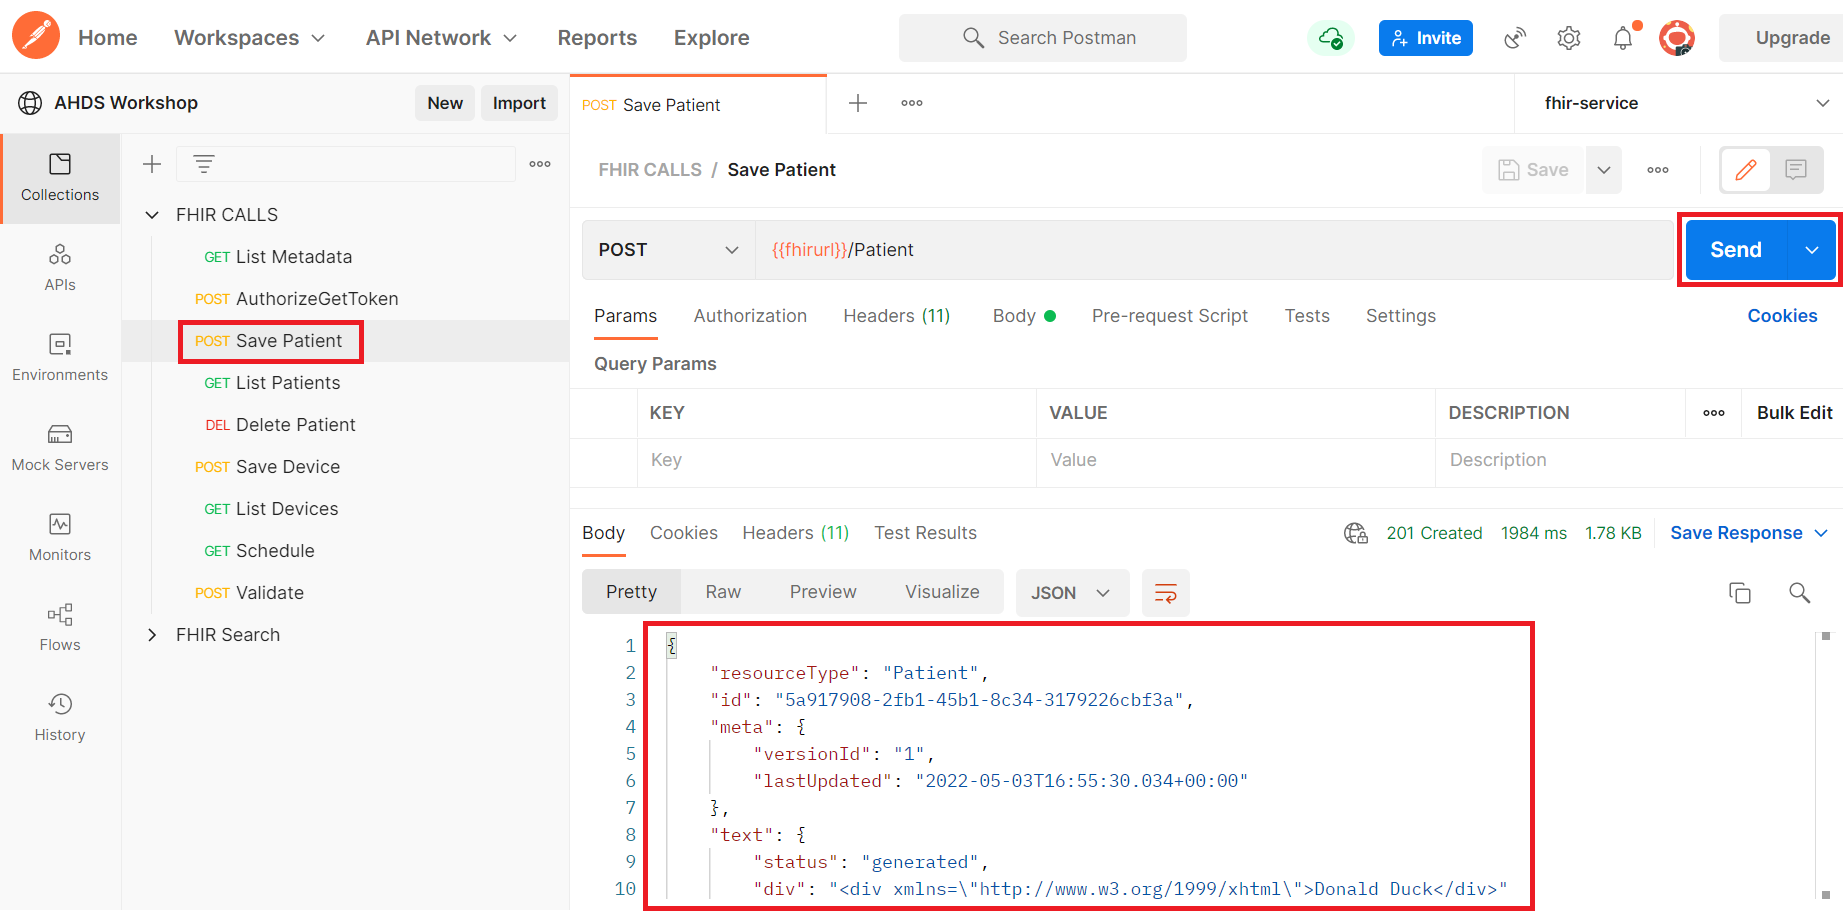 Home Workspaces API Network Reports Explore Search Postman Invite Upgrade
AHDS Workshop New Import POST Save Patient fhir-service
Collections
APIs
Environments
Mock Servers
Monitors
Flows
History
FHIR CALLS
GET List Metadata
POST AuthorizeGetToken
POST Save Patient
GET List Patients
DEL Delete Patient
POST Save Device
GET List Devices
GET Schedule
POST Validate
FHIR Search
FHIR CALLS / Save Patient Save
POST {{fhirurl}}/Patient Send
Params Authorization Headers (11) Body Pre-request Script Tests Settings Cookies
Query Params
KEY VALUE DESCRIPTION Bulk Edit
Key Value Description
Body Cookies Headers (11) Test Results 201 Created 1984 ms 1.78 KB Save Response
Pretty Raw Preview Visualize JSON
1 {
2 "resourceType": "Patient",
3 "id": "5a917908-2fb1-45b1-8c34-3179226cbf3a",
4 "meta": {
5 "versionId": "1",
6 "lastUpdated": "2022-05-03T16:55:30.034+00:00"
7 },
8 "text": {
9 "status": "generated",
10 "div": "<div xmlns=\"http://www.w3.org/1999/xhtml\">Donald Duck</div>"